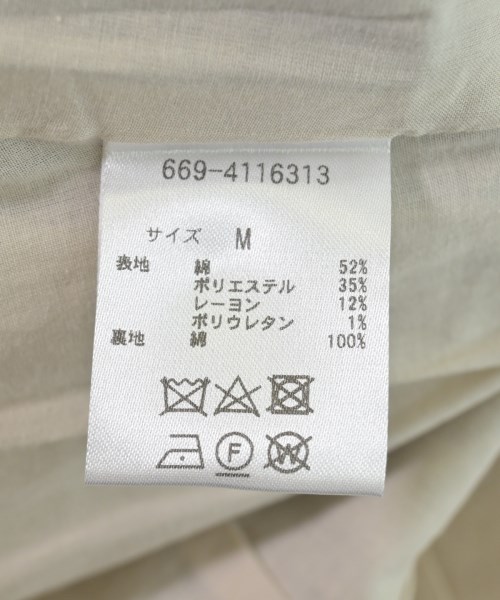 669-4116313
サイズ M
表地 綿 52%
ポリエステル 35%
レーヨン 12%
ポリウレタン 1%
裏地 綿 100%
F W